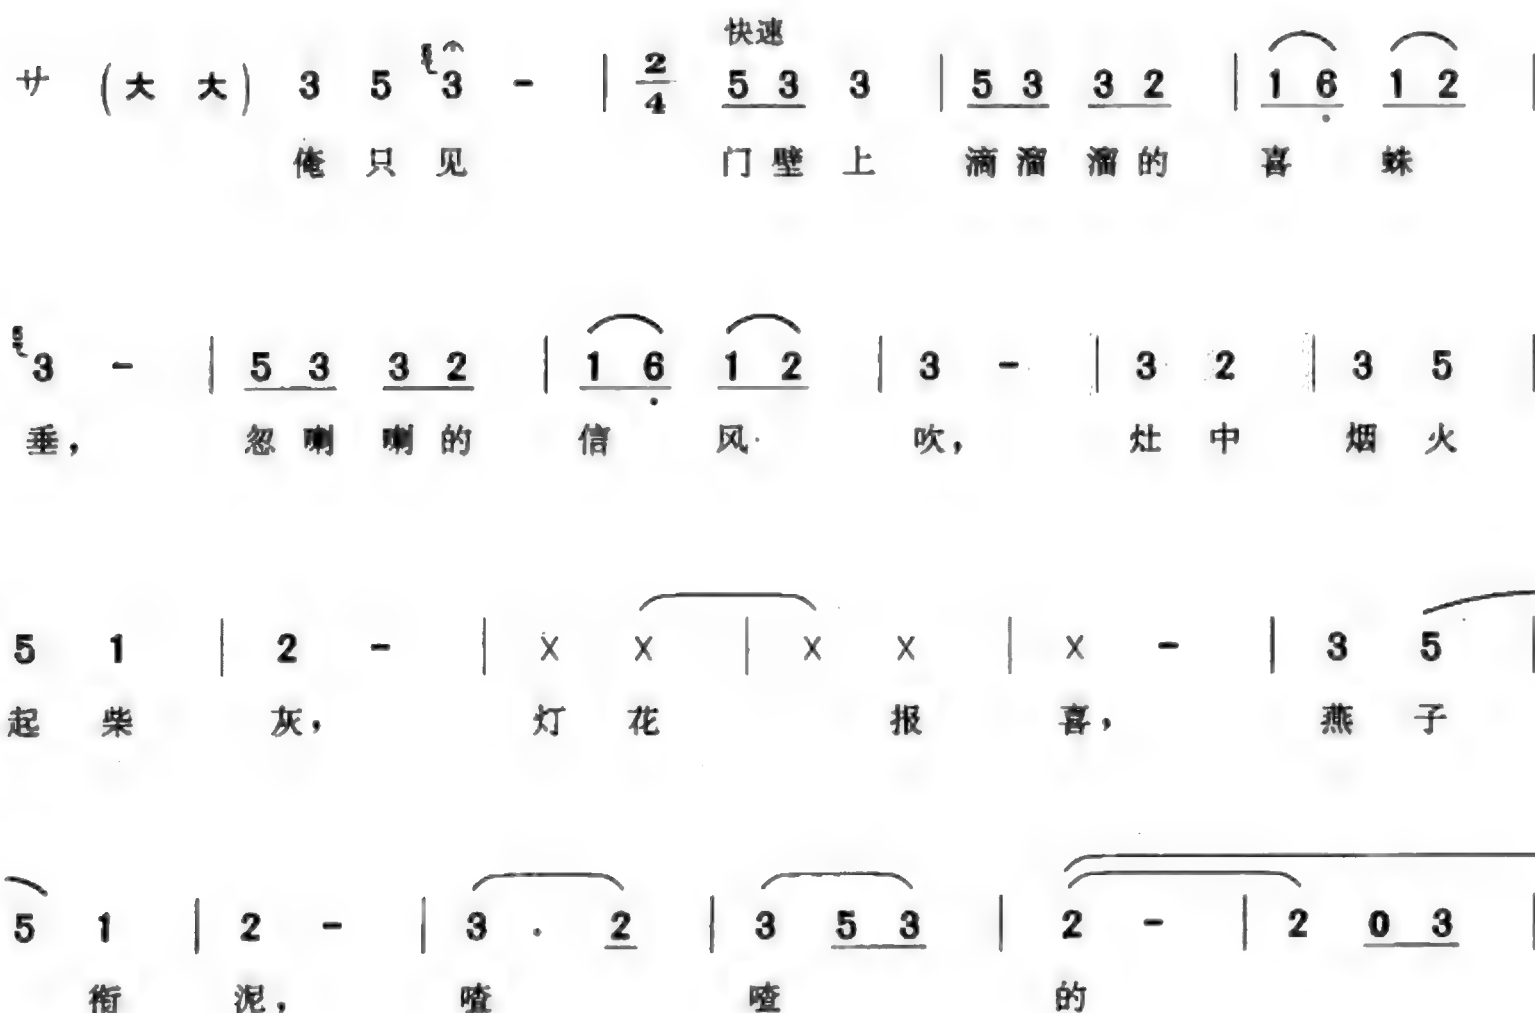 快速
サ (大 大) 3 5 3 - | 2/4 5 3 3 | 5 3 3 2 | 1 6 1 2 |
俺 只 见 门 壁 上 滴 溜 溜 的 喜 蛛
3 - | 5 3 3 2 | 1 6 1 2 | 3 - | 3 2 | 3 5 |
垂, 忽 喇 喇 的 信 风 吹, 灶 中 烟 火
5 1 | 2 - | X X | X X | X - | 3 5 |
起 柴 灰, 灯 花 报 喜, 燕 子
5 1 | 2 - | 3 . 2 | 3 5 3 | 2 - | 2 0 3 |
衔 泥, 喳 喳 的